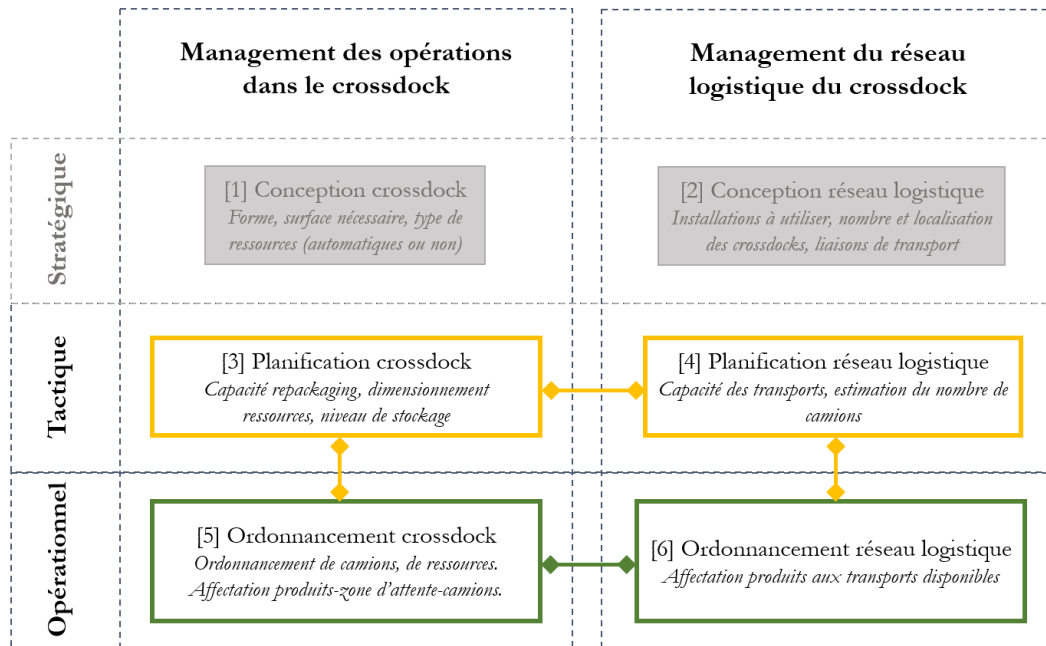 Management des opérations
dans le crossdock
Management du réseau
logistique du crossdock
Stratégique
[1] Conception crossdock
Forme, surface nécessaire, type de
ressources (automatiques ou non)
[2] Conception réseau logistique
Installations à utiliser, nombre et localisation
des crossdocks, liaisons de transport
Tactique
[3] Planification crossdock
Capacité repackaging, dimensionnement
ressources, niveau de stockage
[4] Planification réseau logistique
Capacité des transports, estimation du nombre de
camions
Opérationnel
[5] Ordonnancement crossdock
Ordonnancement de camions, de ressources.
Affectation produits-zone d'attente-camions.
[6] Ordonnancement réseau logistique
Affectation produits aux transports disponibles